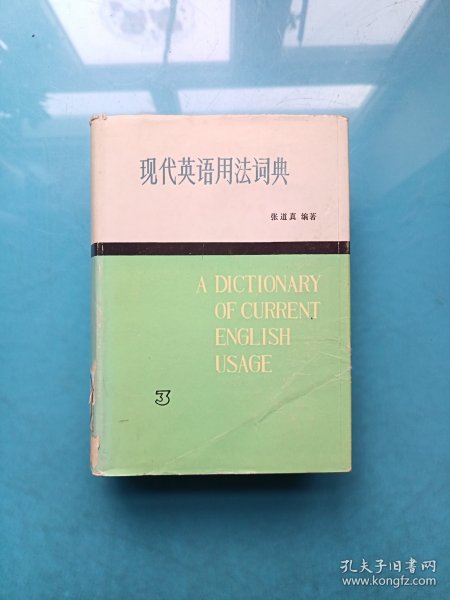 现代英语用法词典
张道真 编著
A DICTIONARY
OF CURRENT
ENGLISH
USAGE
3
孔夫子旧书网
www.kongfz.com